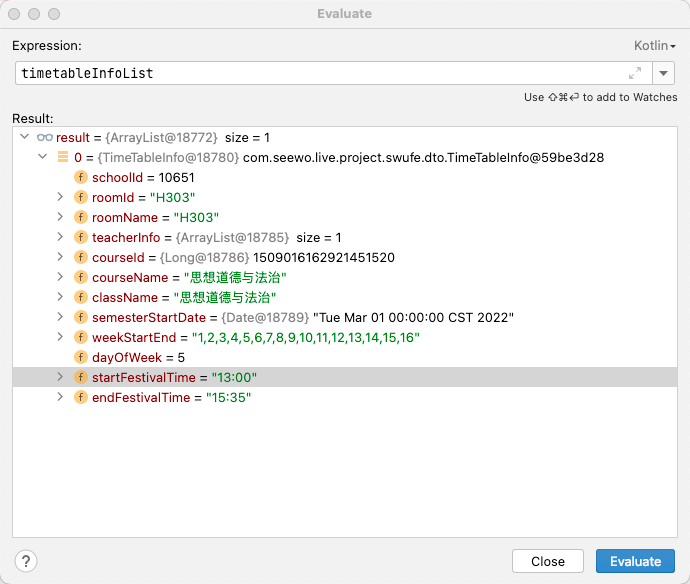 Evaluate
Expression:
Kotlin
timetableInfoList
Use ⇧⌘⏎ to add to Watches
Result:
result = {ArrayList@18772} size = 1
0 = {TimeTableInfo@18780} com.seewo.live.project.swufe.dto.TimeTableInfo@59be3d28
f schoolId = 10651
f roomId = "H303"
f roomName = "H303"
f teacherInfo = {ArrayList@18785} size = 1
f courseId = {Long@18786} 1509016162921451520
f courseName = "思想道德与法治"
f className = "思想道德与法治"
f semesterStartDate = {Date@18789} "Tue Mar 01 00:00:00 CST 2022"
f weekStartEnd = "1,2,3,4,5,6,7,8,9,10,11,12,13,14,15,16"
f dayOfWeek = 5
f startFestivalTime = "13:00"
f endFestivalTime = "15:35"
?
Close
Evaluate